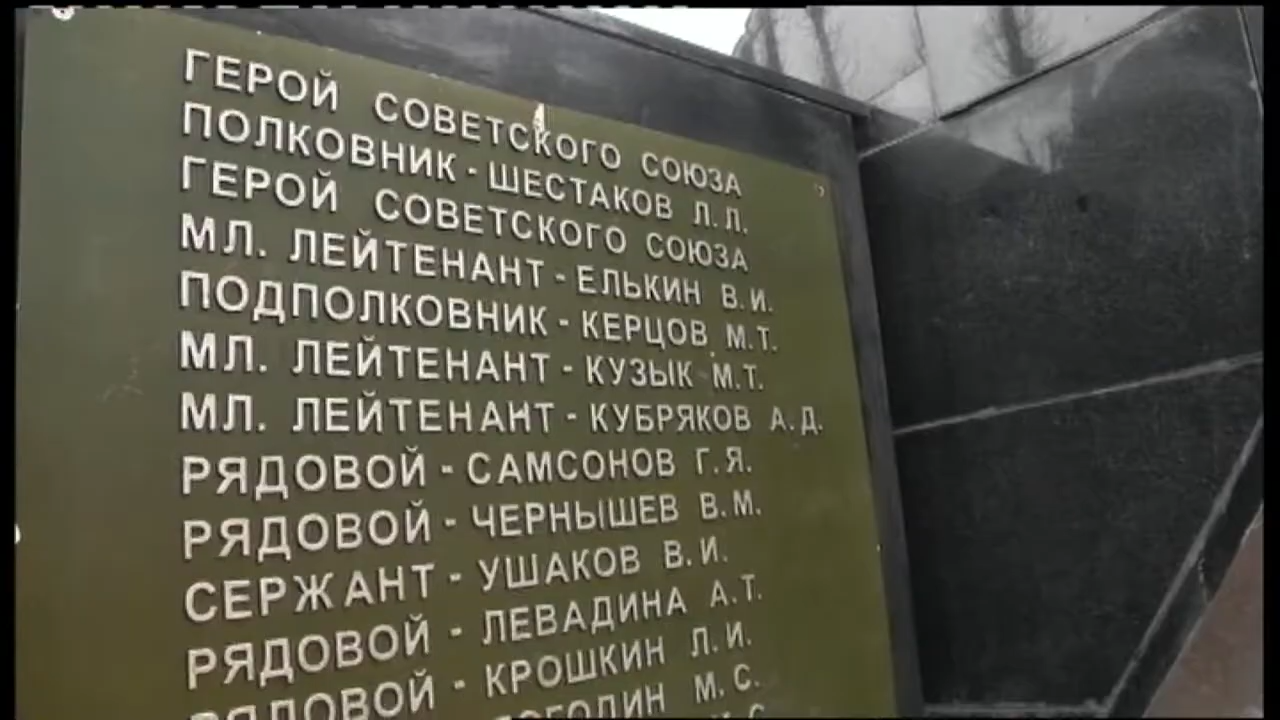 ГЕРОЙ СОВЕТСКОГО СОЮЗА
ПОЛКОВНИК - ШЕСТАКОВ Л.Л.
ГЕРОЙ СОВЕТСКОГО СОЮЗА
МЛ. ЛЕЙТЕНАНТ - ЕЛЬКИН В.И.
ПОДПОЛКОВНИК - КЕРЦОВ М.Т.
МЛ. ЛЕЙТЕНАНТ - КУЗЫК М.Т.
МЛ. ЛЕЙТЕНАНТ - КУБРЯКОВ А.Д.
РЯДОВОЙ - САМСОНОВ Г.Я.
РЯДОВОЙ - ЧЕРНЫШЕВ В.М.
СЕРЖАНТ - УШАКОВ В.И.
РЯДОВОЙ - ЛЕВАДИНА А.Т.
РЯДОВОЙ - КРОШКИН Л.И.
М.С.